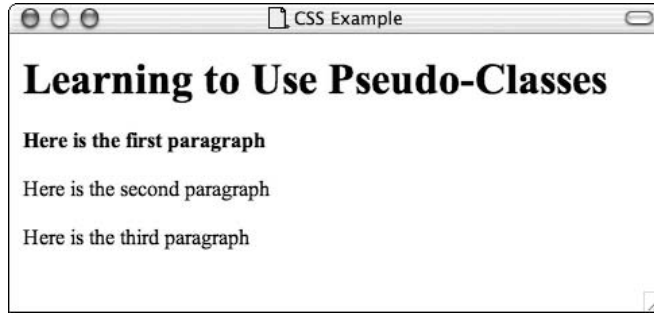 CSS Example
Learning to Use Pseudo-Classes
Here is the first paragraph
Here is the second paragraph
Here is the third paragraph